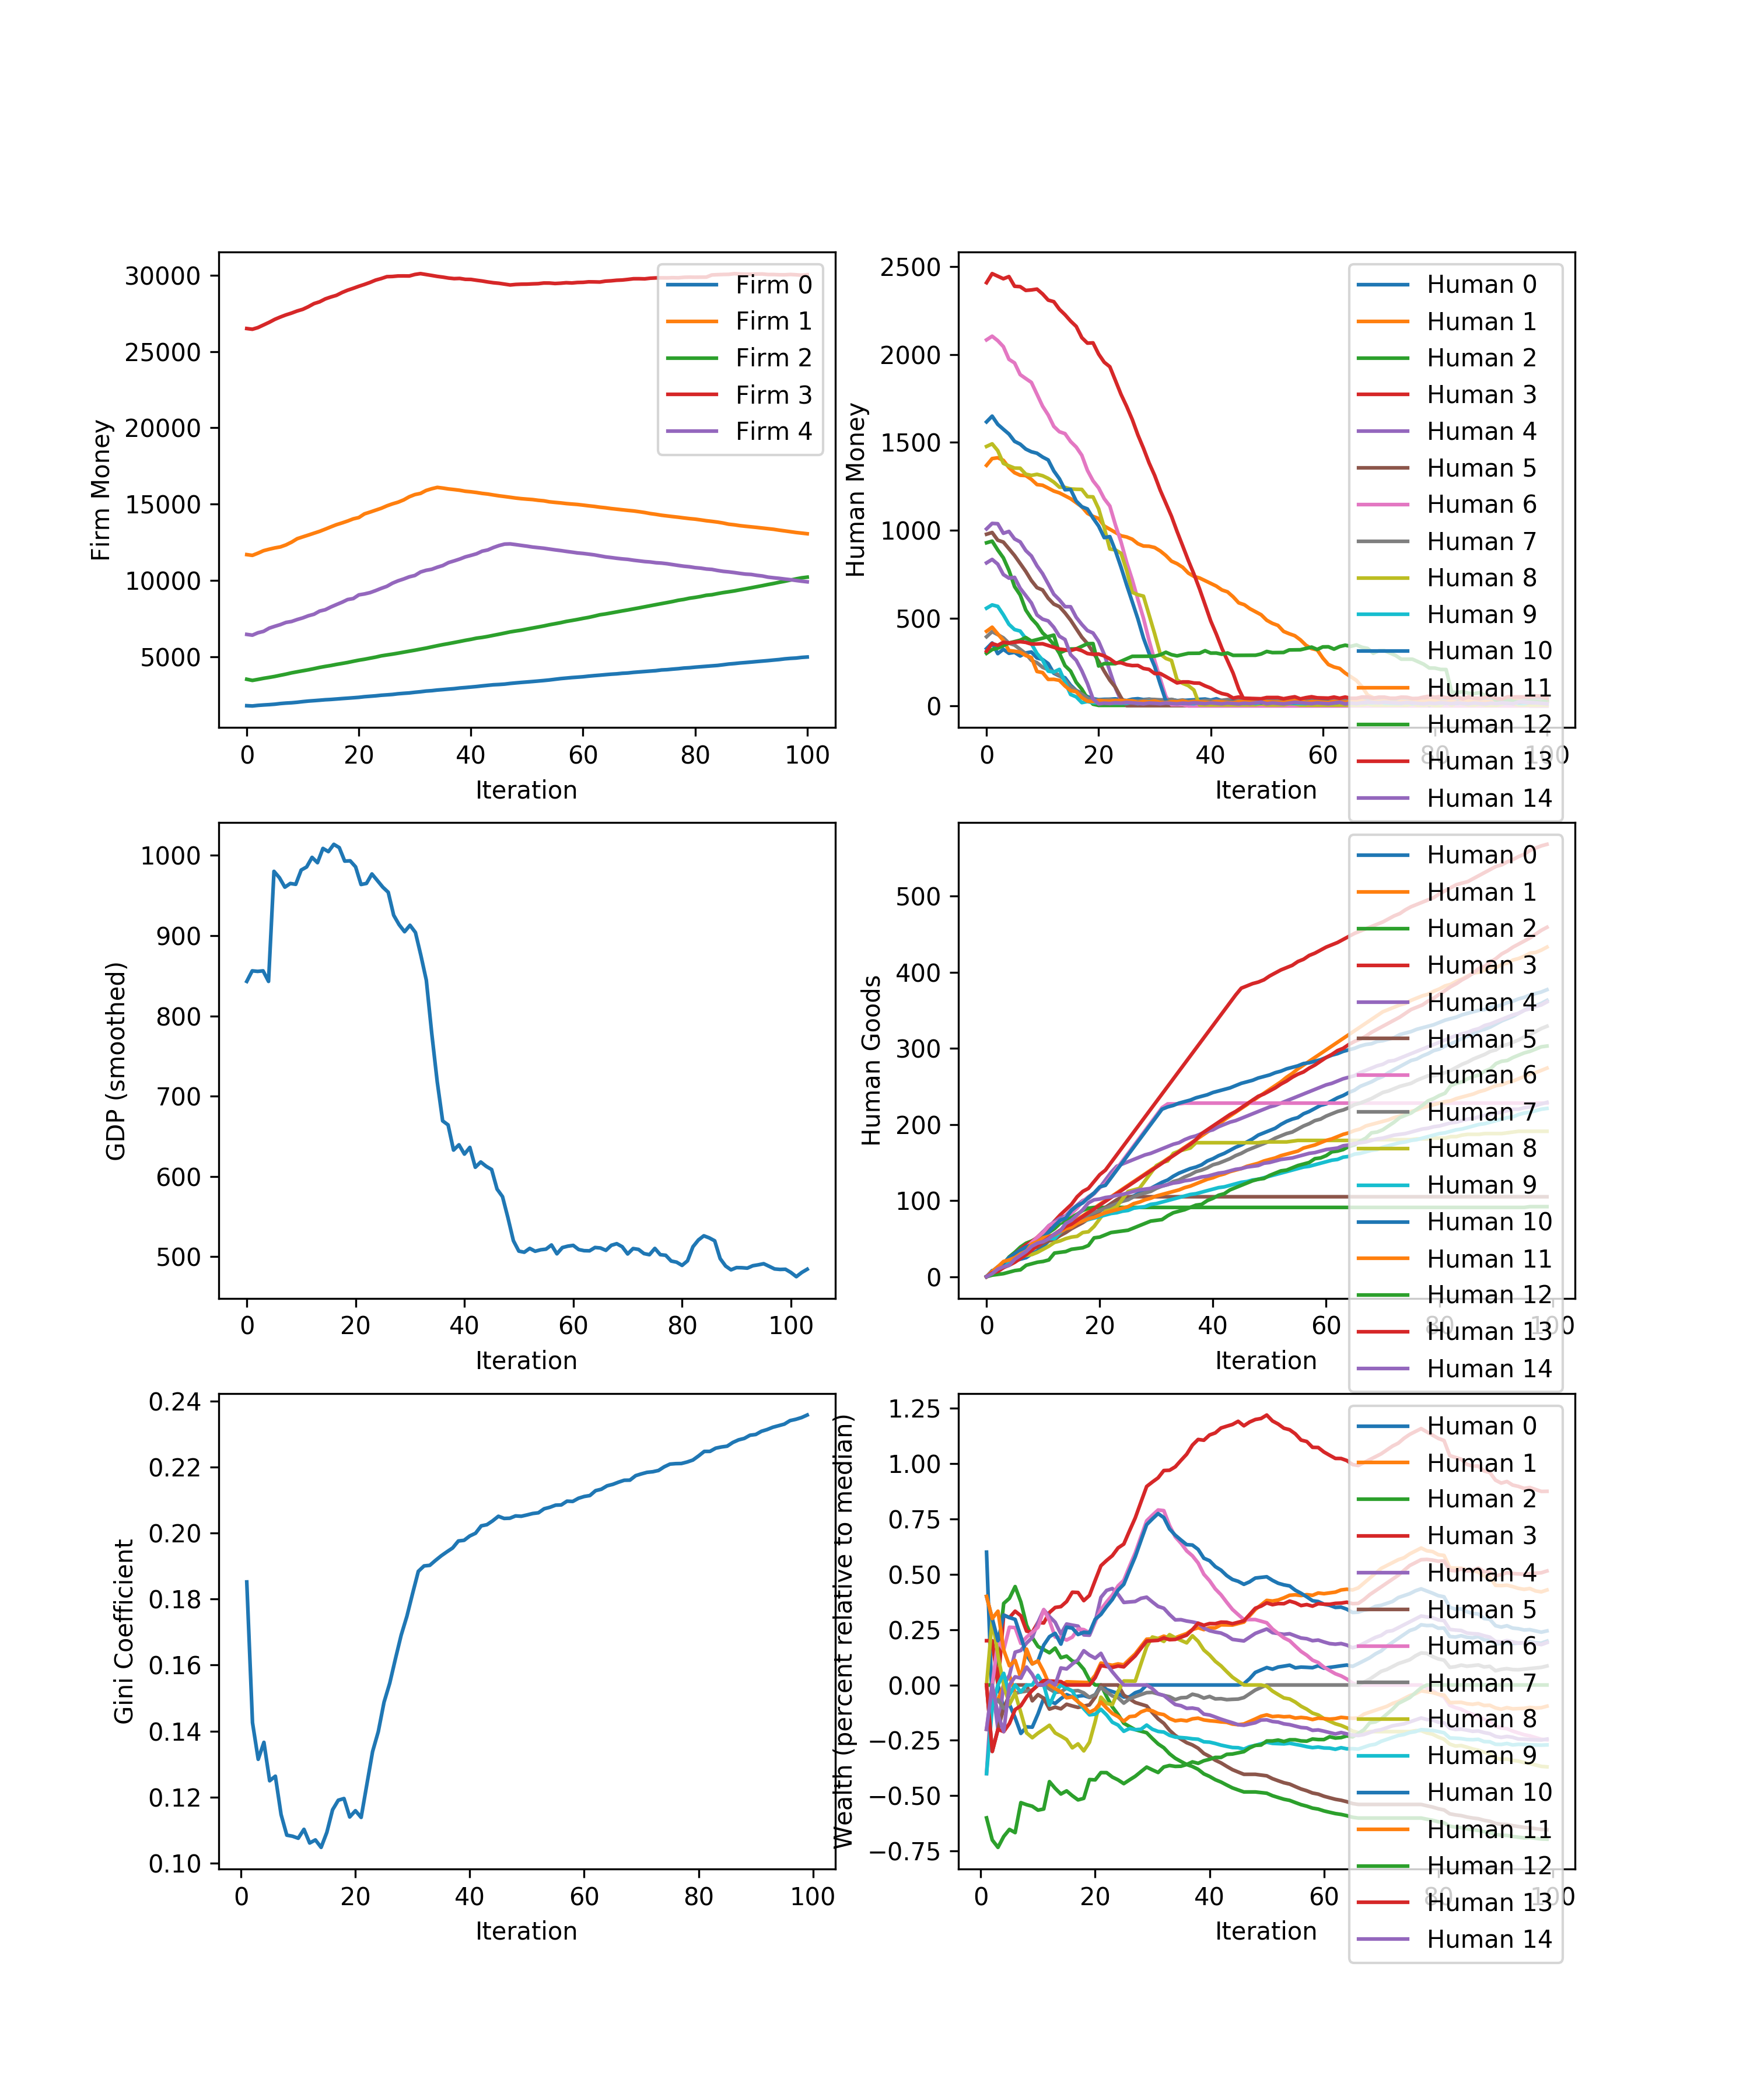 30000
25000
20000
15000
10000
5000
Firm Money
0 20 40 60 80 100
Iteration
Firm 0
Firm 1
Firm 2
Firm 3
Firm 4
2500
2000
1500
1000
500
0
Human Money
0 20 40 60 80 100
Iteration
Human 0
Human 1
Human 2
Human 3
Human 4
Human 5
Human 6
Human 7
Human 8
Human 9
Human 10
Human 11
Human 12
Human 13
Human 14
1000
900
800
700
600
500
GDP (smoothed)
0 20 40 60 80 100
Iteration
500
400
300
200
100
0
Human Goods
0 20 40 60 80 100
Iteration
Human 0
Human 1
Human 2
Human 3
Human 4
Human 5
Human 6
Human 7
Human 8
Human 9
Human 10
Human 11
Human 12
Human 13
Human 14
0.24
0.22
0.20
0.18
0.16
0.14
0.12
0.10
Gini Coefficient
0 20 40 60 80 100
Iteration
1.25
1.00
0.75
0.50
0.25
0.00
−0.25
−0.50
−0.75
Wealth (percent relative to median)
0 20 40 60 80 100
Iteration
Human 0
Human 1
Human 2
Human 3
Human 4
Human 5
Human 6
Human 7
Human 8
Human 9
Human 10
Human 11
Human 12
Human 13
Human 14